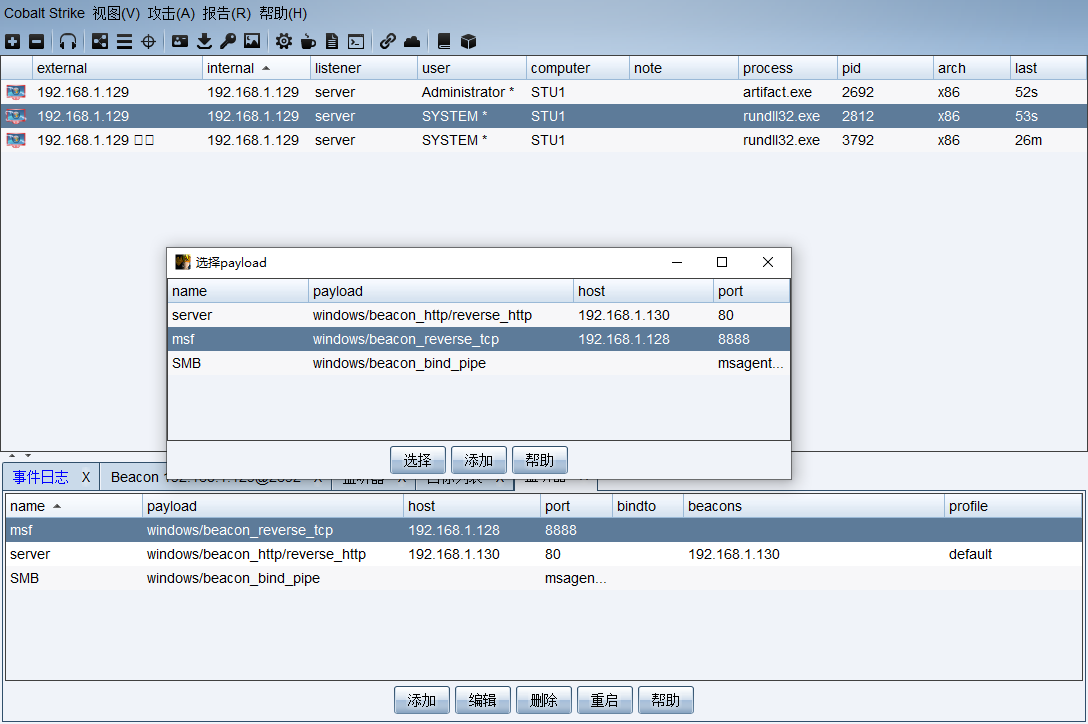 Cobalt Strike 视图(V) 攻击(A) 报告(R) 帮助(H)
external internal listener user computer note process pid arch last
192.168.1.129 192.168.1.129 server Administrator * STU1 artifact.exe 2692 x86 52s
192.168.1.129 192.168.1.129 server SYSTEM * STU1 rundll32.exe 2812 x86 53s
192.168.1.129 □□ 192.168.1.129 server SYSTEM * STU1 rundll32.exe 3792 x86 26m
选择payload
name payload host port
server windows/beacon_http/reverse_http 192.168.1.130 80
msf windows/beacon_reverse_tcp 192.168.1.128 8888
SMB windows/beacon_bind_pipe msagent...
选择 添加 帮助
事件日志 X Beacon
name payload host port bindto beacons profile
msf windows/beacon_reverse_tcp 192.168.1.128 8888
server windows/beacon_http/reverse_http 192.168.1.130 80 192.168.1.130 default
SMB windows/beacon_bind_pipe msagen...
添加 编辑 删除 重启 帮助